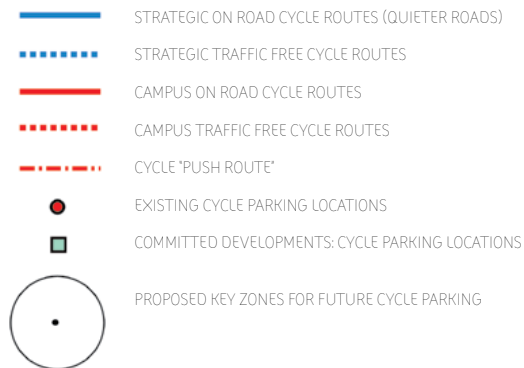 STRATEGIC ON ROAD CYCLE ROUTES (QUIETER ROADS)
STRATEGIC TRAFFIC FREE CYCLE ROUTES
CAMPUS ON ROAD CYCLE ROUTES
CAMPUS TRAFFIC FREE CYCLE ROUTES
CYCLE "PUSH ROUTE"
EXISTING CYCLE PARKING LOCATIONS
COMMITTED DEVELOPMENTS: CYCLE PARKING LOCATIONS
PROPOSED KEY ZONES FOR FUTURE CYCLE PARKING